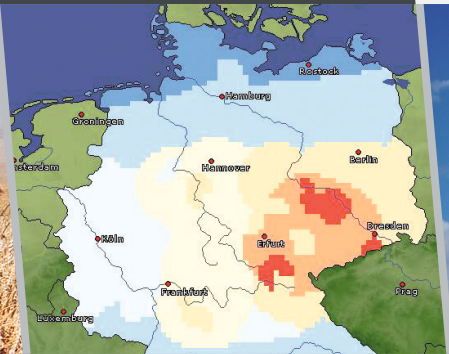 Rostock
Hamburg
Groningen
Berlin
msterdam
Hannover
Dresden
Köln
Erfurt
Frankfurt
Prag
Luxemburg